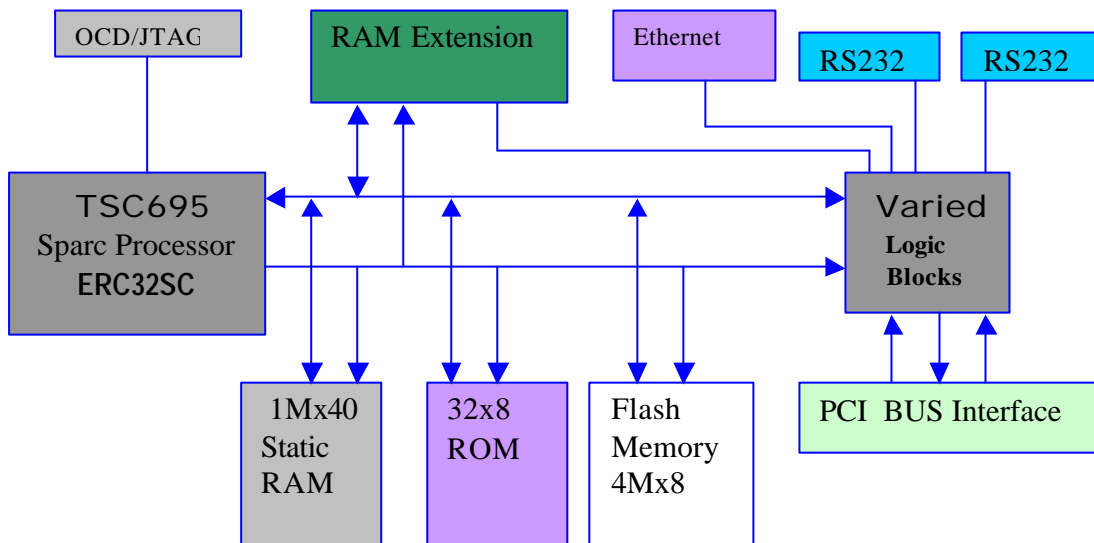 OCD/JTAG
RAM Extension
Ethernet
RS232
RS232
TSC695
Sparc Processor
ERC32SC
Varied
Logic
Blocks
1Mx40
Static
RAM
32x8
ROM
Flash
Memory
4Mx8
PCI BUS Interface